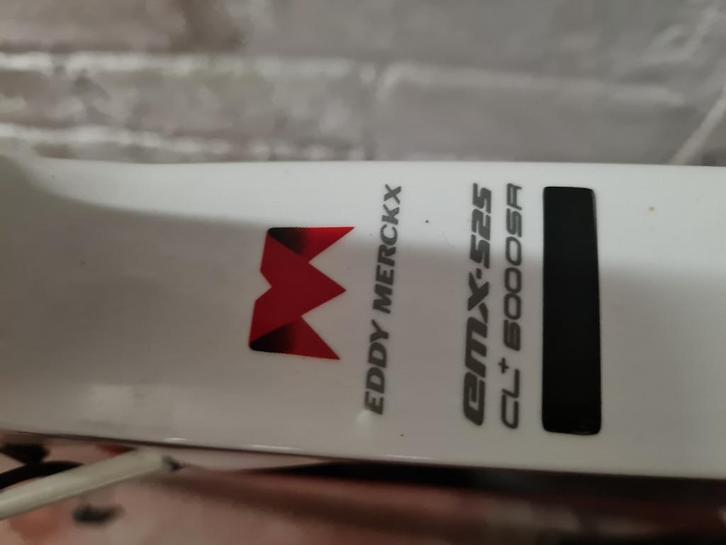 EDDY MERCKX
emx-525
CL+ 6000SR